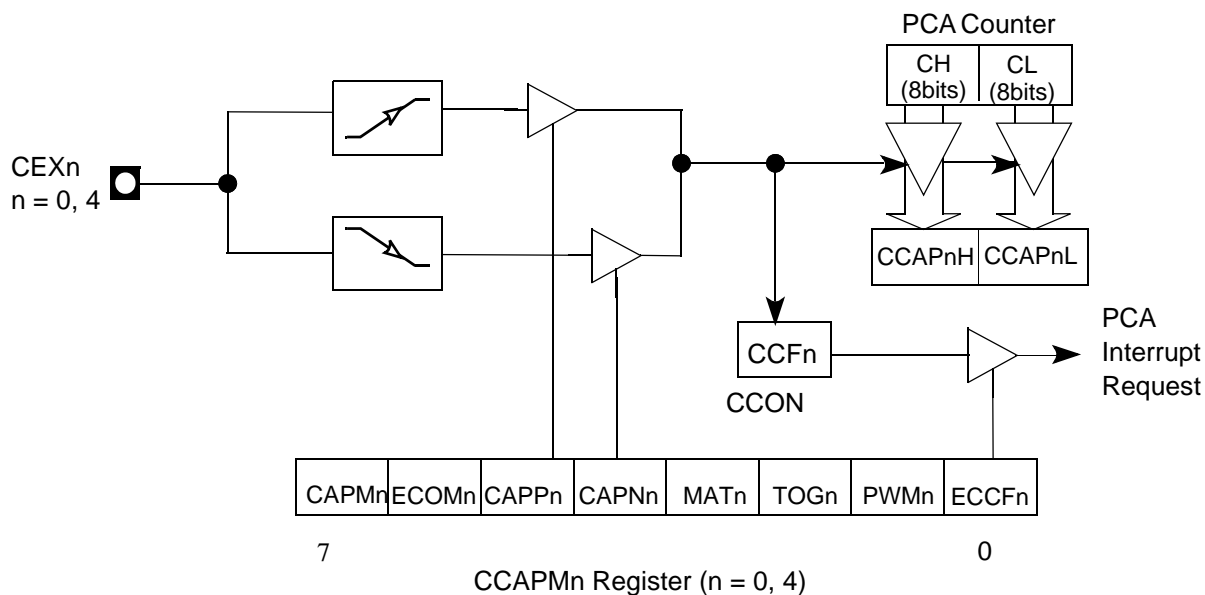 PCA Counter
CH CL
(8bits) (8bits)
CEXn
n = 0, 4
CCAPnH CCAPnL
CCFn
CCON
PCA
Interrupt
Request
CAPMn ECOMn CAPPn CAPNn MATn TOGn PWMn ECCFn
7 0
CCAPMn Register (n = 0, 4)